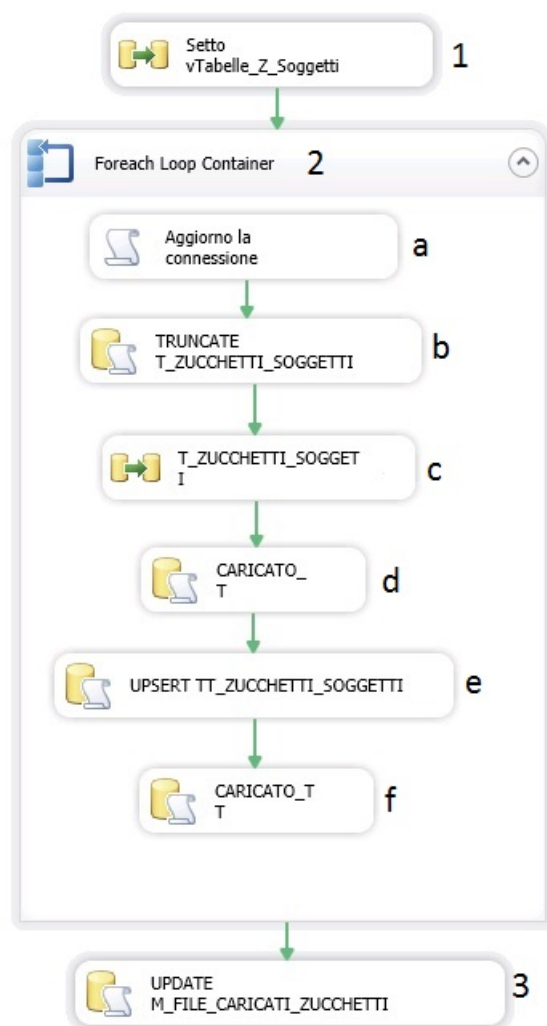 Setto
vTabelle_Z_Soggetti
1
Foreach Loop Container
2
Aggiorno la
connessione
a
TRUNCATE
T_ZUCCHETTI_SOGGETTI
b
T_ZUCCHETTI_SOGGET
I
c
CARICATO_
T
d
UPSERT TT_ZUCCHETTI_SOGGETTI
e
CARICATO_T
T
f
UPDATE
M_FILE_CARICATI_ZUCCHETTI
3